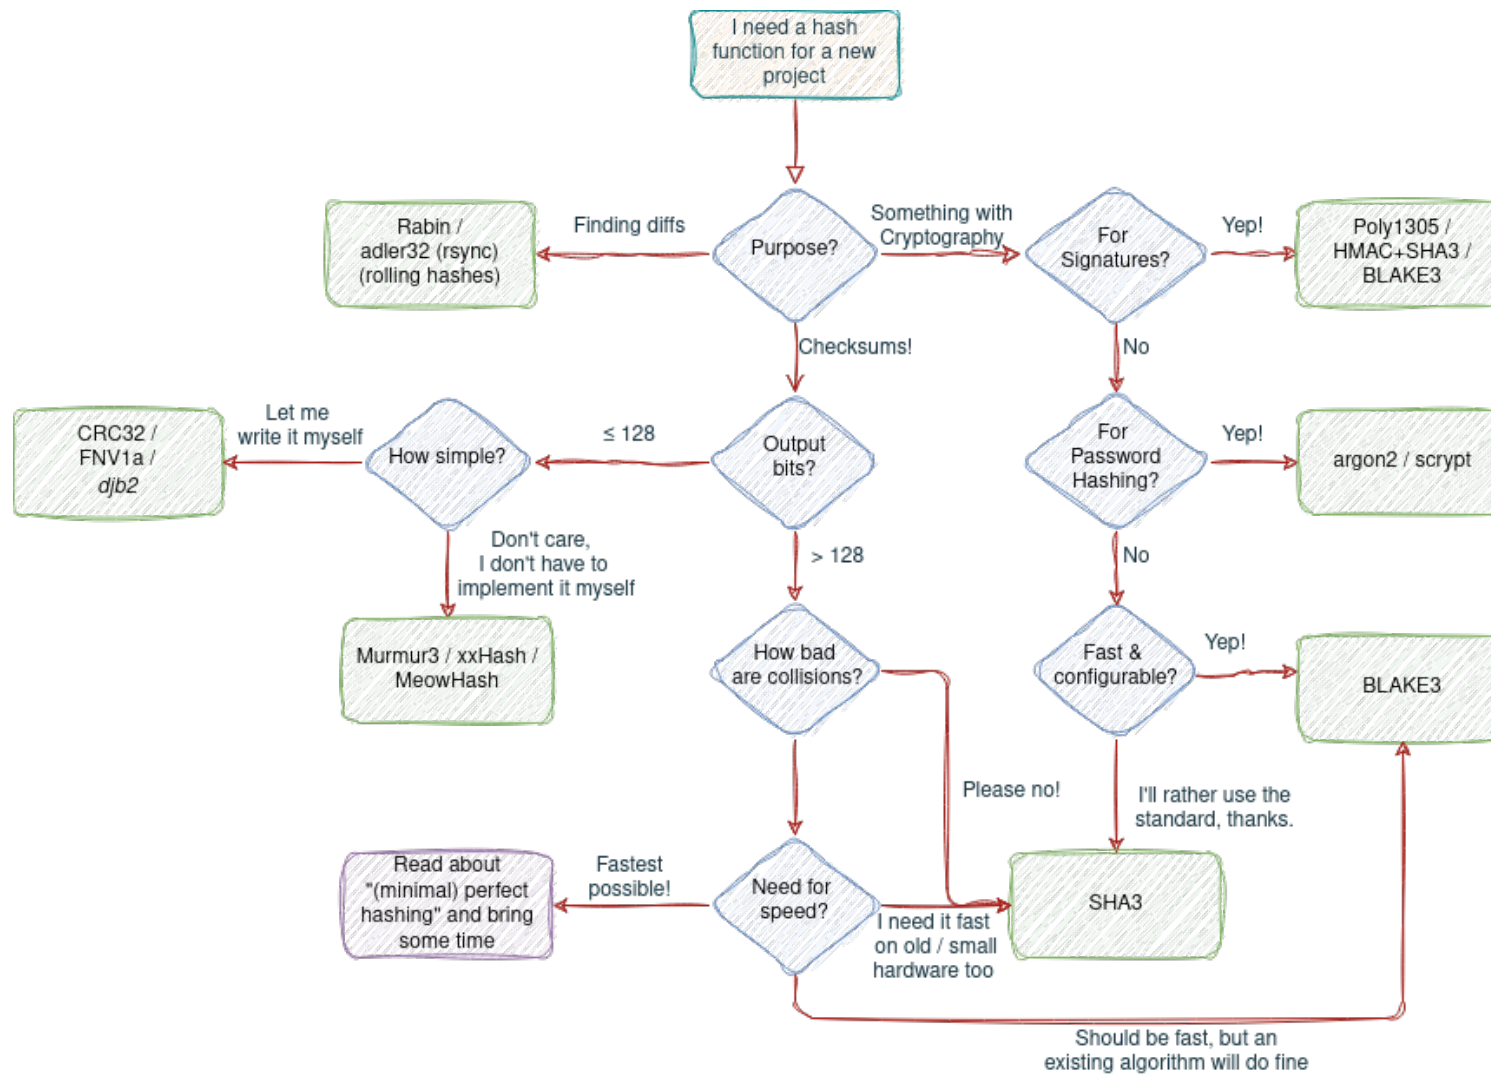 I need a hash
function for a new
project
Rabin /
adler32 (rsync)
(rolling hashes)
Finding diffs
Purpose?
Something with
Cryptography
For
Signatures?
Yep!
Poly1305 /
HMAC+SHA3 /
BLAKE3
Checksums!
No
CRC32 /
FNV1a /
djb2
Let me
write it myself
How simple?
≤ 128
Output
bits?
For
Password
Hashing?
Yep!
argon2 / scrypt
Don't care,
I don't have to
implement it myself
> 128
No
Murmur3 / xxHash /
MeowHash
How bad
are collisions?
Fast &
configurable?
Yep!
BLAKE3
Please no!
I'll rather use the
standard, thanks.
Read about
"(minimal) perfect
hashing" and bring
some time
Fastest
possible!
Need for
speed?
I need it fast
on old / small
hardware too
SHA3
Should be fast, but an
existing algorithm will do fine